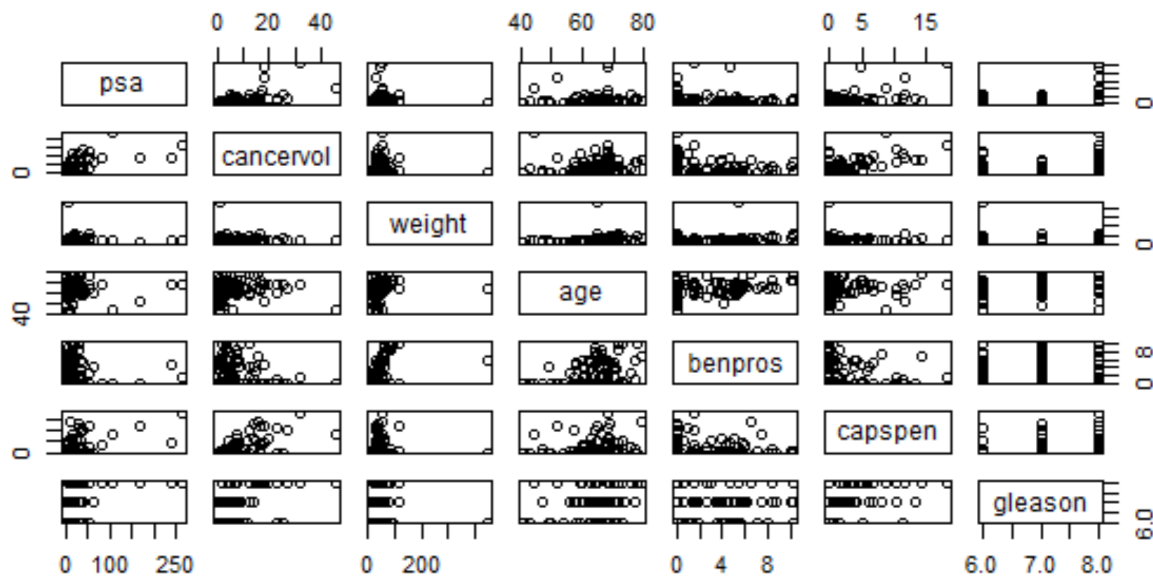 0 20 40 40 60 80 0 5 15
psa 0
0 cancervol
weight 0
40 age
benpros 0 4 8
0 capspen
gleason 6.0
0 100 250 0 200 0 4 8 6.0 7.0 8.0